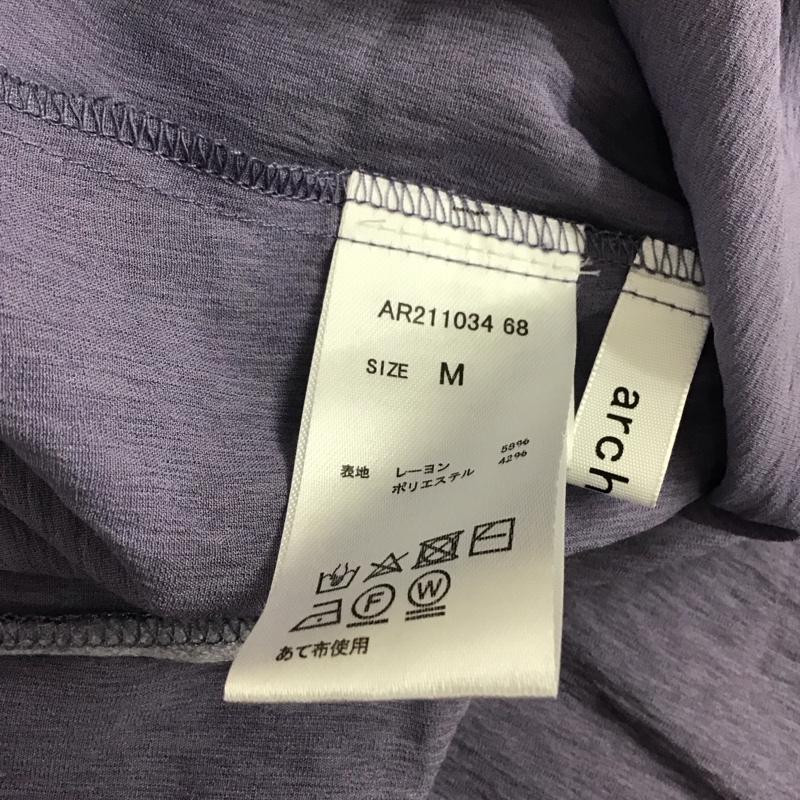 AR211034 68
SIZE M
表地 レーヨン 58%
ポリエステル 42%
F W
あて布使用
arch